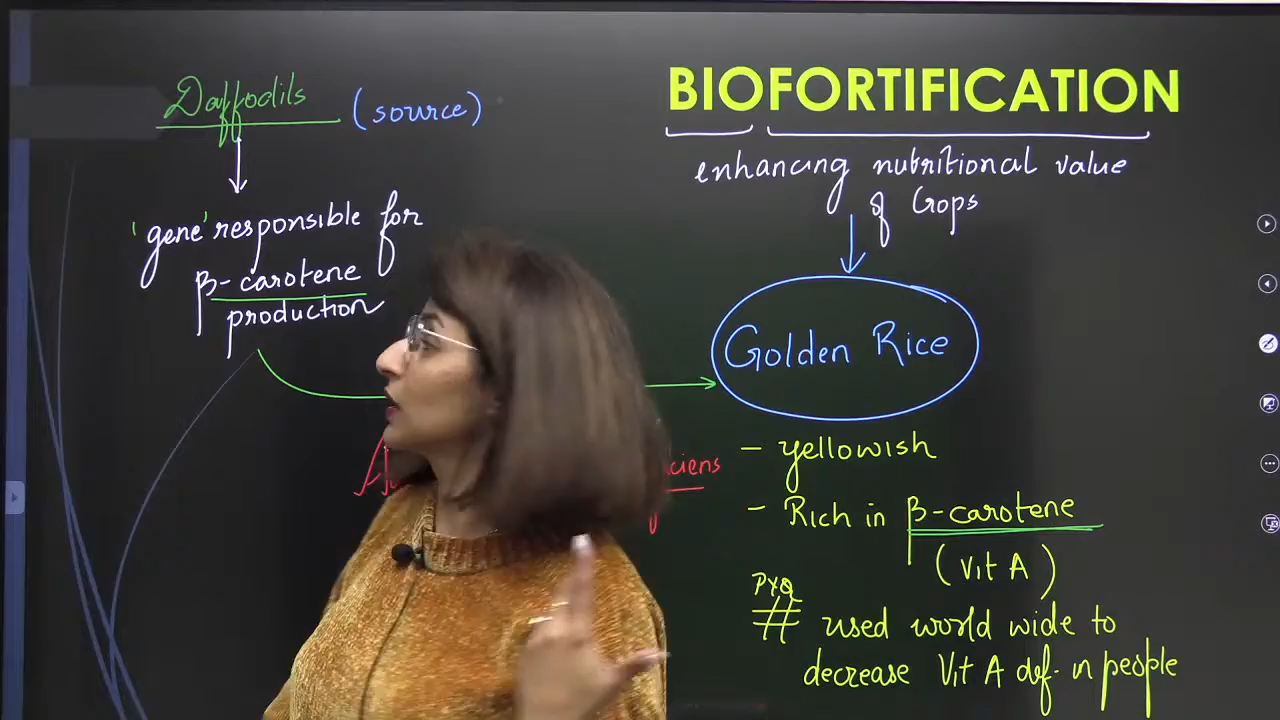 Daffodils (source)
'gene' responsible for
β-carotene
production
BIOFORTIFICATION
enhancing nutritional value
of Crops
Golden Rice
- yellowish
- Rich in β-carotene
(Vit A)
PYQ
# used world wide to
decrease Vit A def. in people